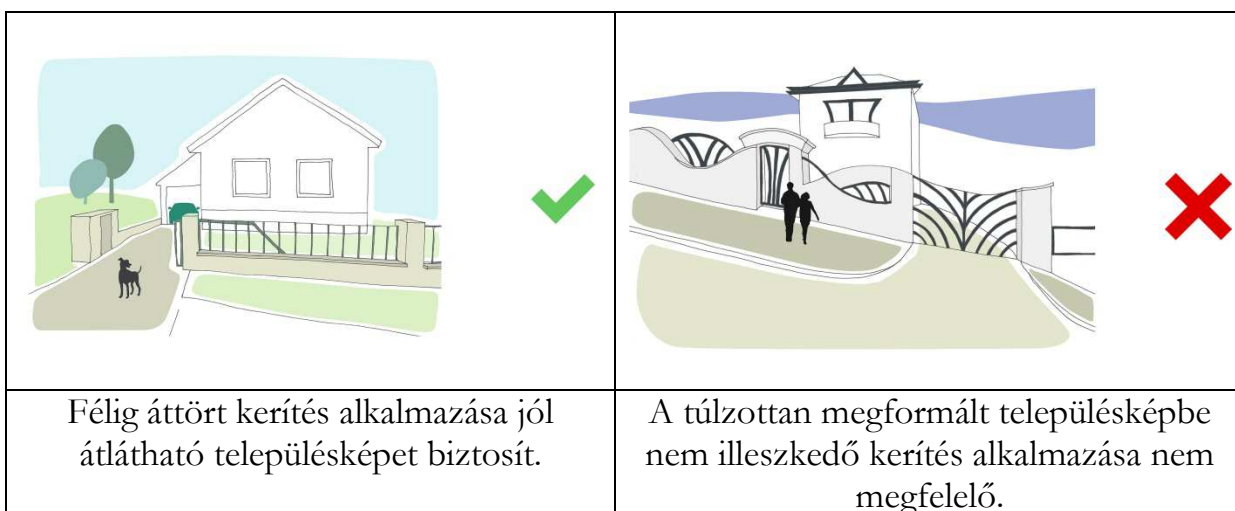 Félig áttört kerítés alkalmazása jól
átlátható településképet biztosít.
A túlzottan megformált településképbe
nem illeszkedő kerítés alkalmazása nem
megfelelő.